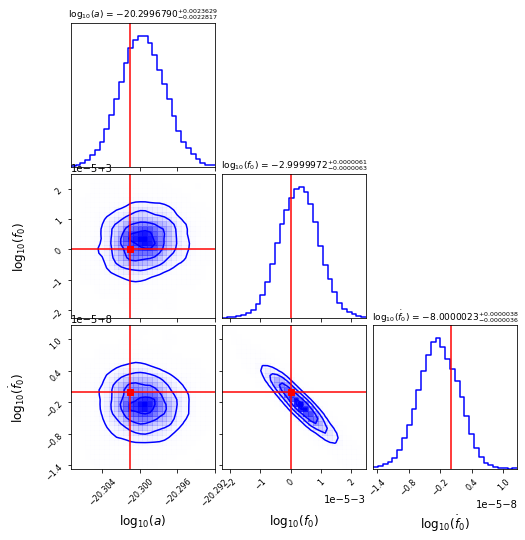 log₁₀(a) = −20.2996790 +0.0023629 −0.0022817
1e−5+3
log₁₀(f₀) = −2.9999972 +0.0000061 −0.0000063
log₁₀(f₀)
2
1
0
−1
−2
1e−5+8
log₁₀(ḟ₀) = −8.0000023 +0.0000038 −0.0000036
log₁₀(ḟ₀)
1.0
0.4
−0.2
−0.8
−1.4
−20.304
−20.300
−20.296
−20.292
log₁₀(a)
−2
−1
0
1
2
1e−5−3
log₁₀(f₀)
−1.4
−0.8
−0.2
0.4
1.0
1e−5−8
log₁₀(ḟ₀)